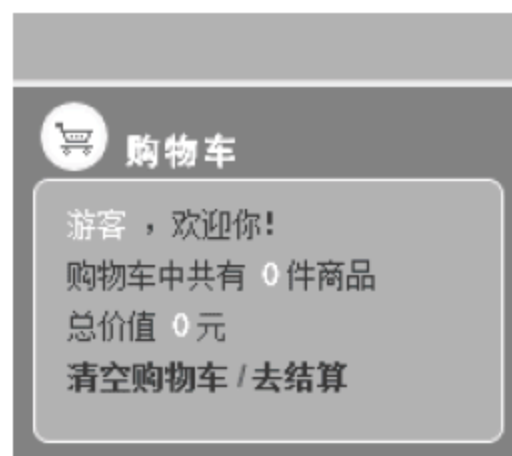 购物车
游客 ，欢迎你!
购物车中共有 0 件商品
总价值 0 元
清空购物车 / 去结算